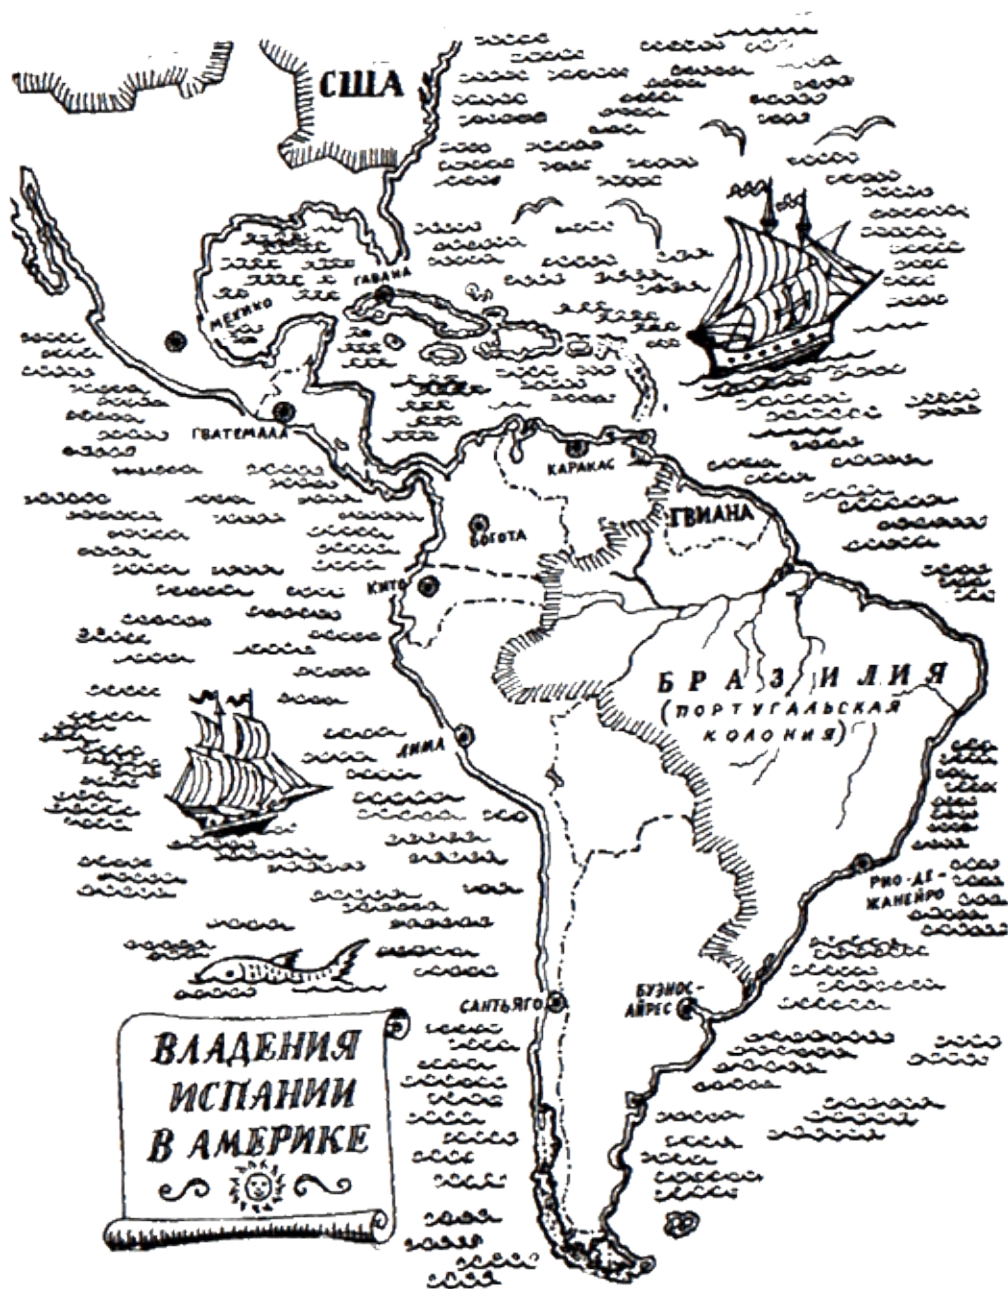 США
ГАВАНА
МЕХИКО
ГВАТЕМАЛА
КАРАКАС
ГВИАНА
БОГОТА
КИТО
БРАЗИЛИЯ
(ПОРТУГАЛЬСКАЯ
КОЛОНИЯ)
ЛИМА
РИО-ДЕ-
ЖАНЕЙРО
БУЭНОС-
АЙРЕС
САНТЬЯГО
ВЛАДЕНИЯ
ИСПАНИИ
В АМЕРИКЕ